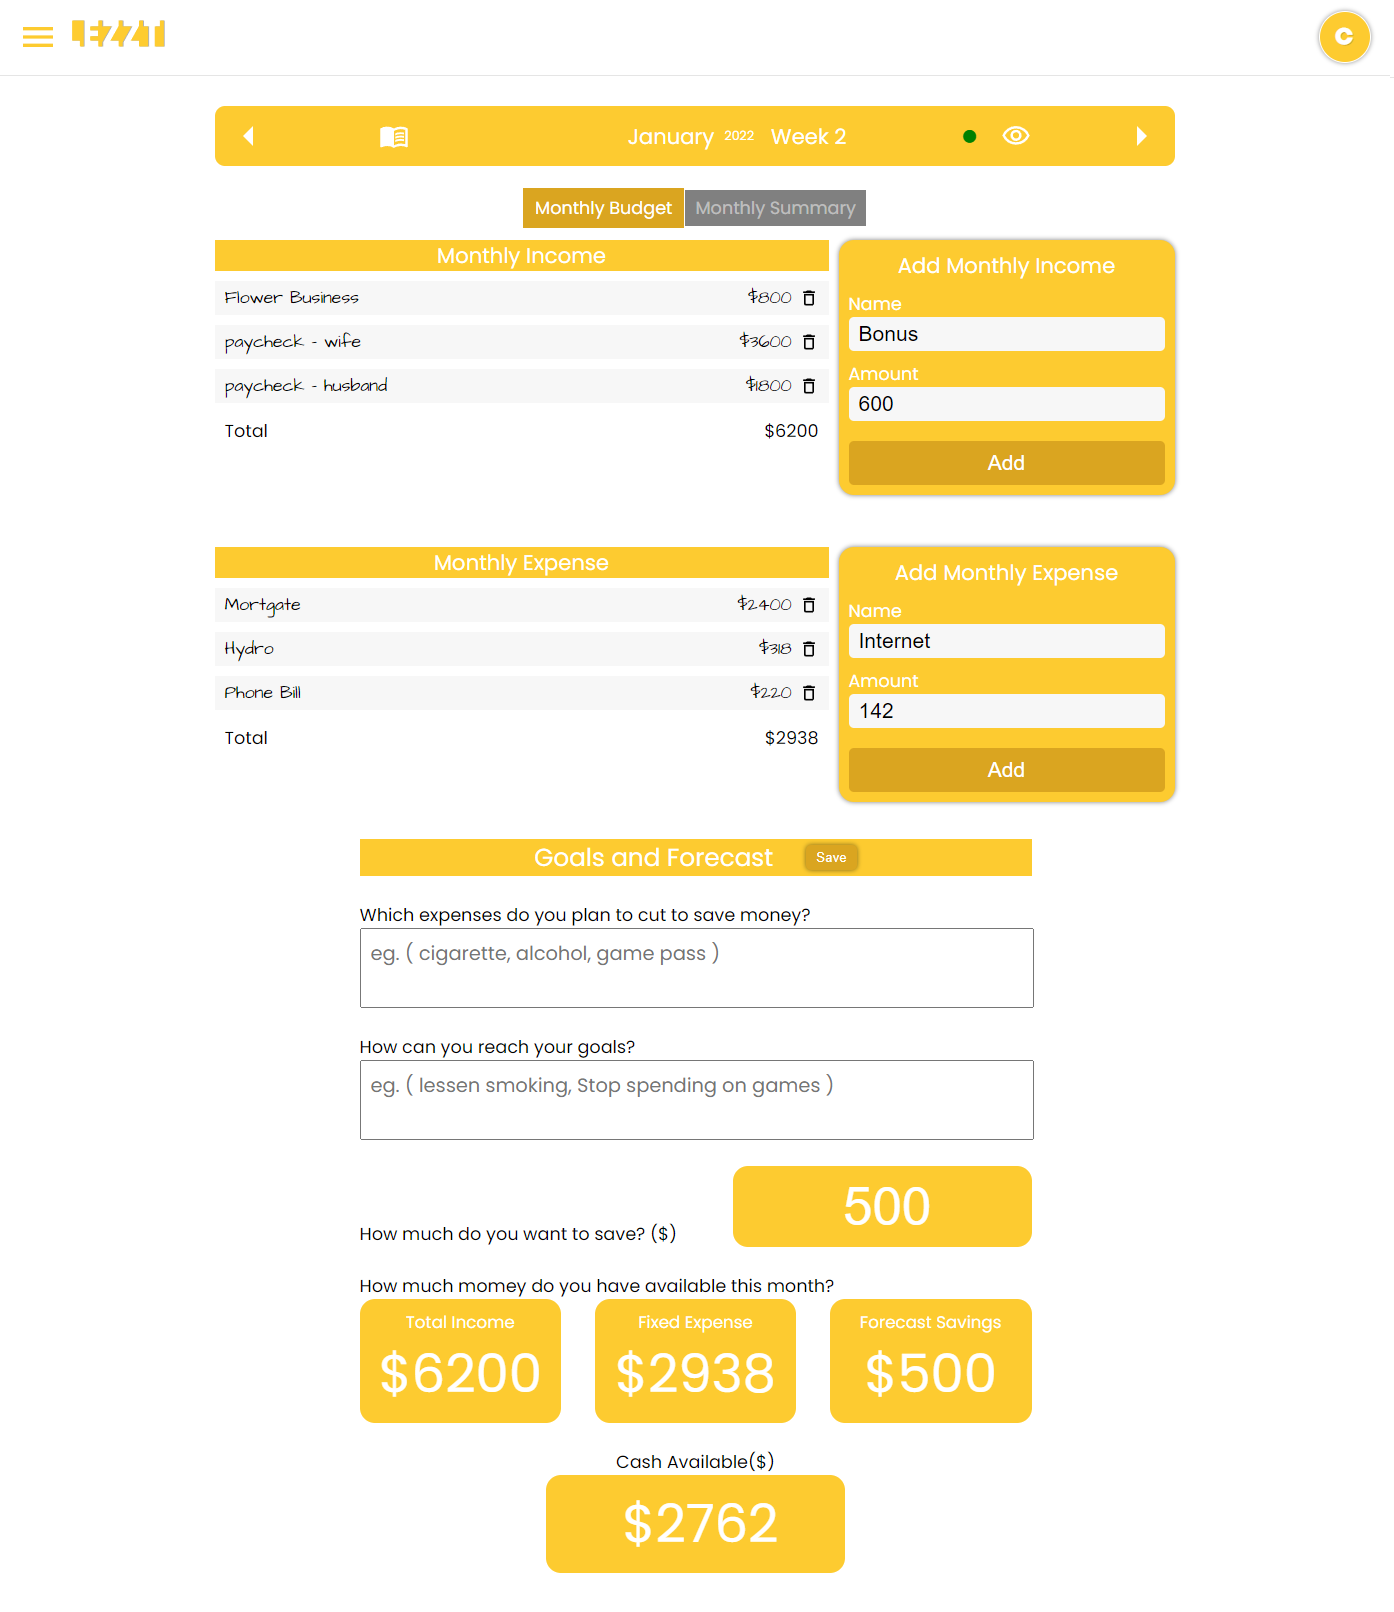 LEZZT
C
January 2022 Week 2
Monthly Budget Monthly Summary
Monthly Income
Flower Business $800
paycheck - wife $3600
paycheck - husband $1800
Total $6200
Add Monthly Income
Name
Bonus
Amount
600
Add
Monthly Expense
Mortgate $2400
Hydro $318
Phone Bill $220
Total $2938
Add Monthly Expense
Name
Internet
Amount
142
Add
Goals and Forecast Save
Which expenses do you plan to cut to save money?
eg. ( cigarette, alcohol, game pass )
How can you reach your goals?
eg. ( lessen smoking, Stop spending on games )
How much do you want to save? ($) 500
How much momey do you have available this month?
Total Income Fixed Expense Forecast Savings
$6200 $2938 $500
Cash Available($)
$2762